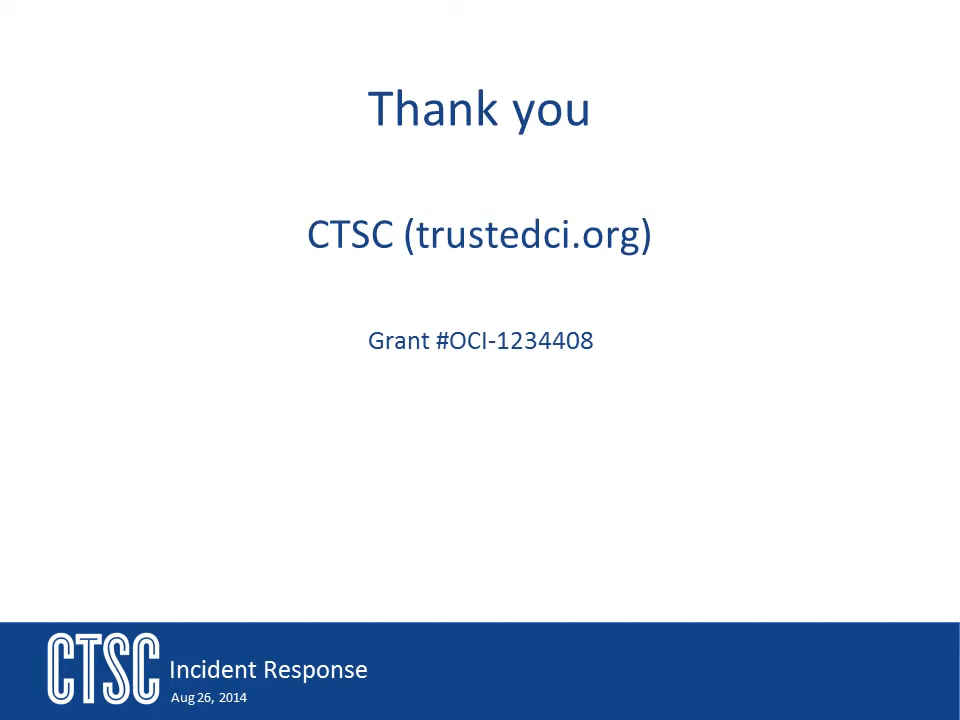 Thank you
CTSC (trustedci.org)
Grant #OCI-1234408
CTSC
Incident Response
Aug 26, 2014